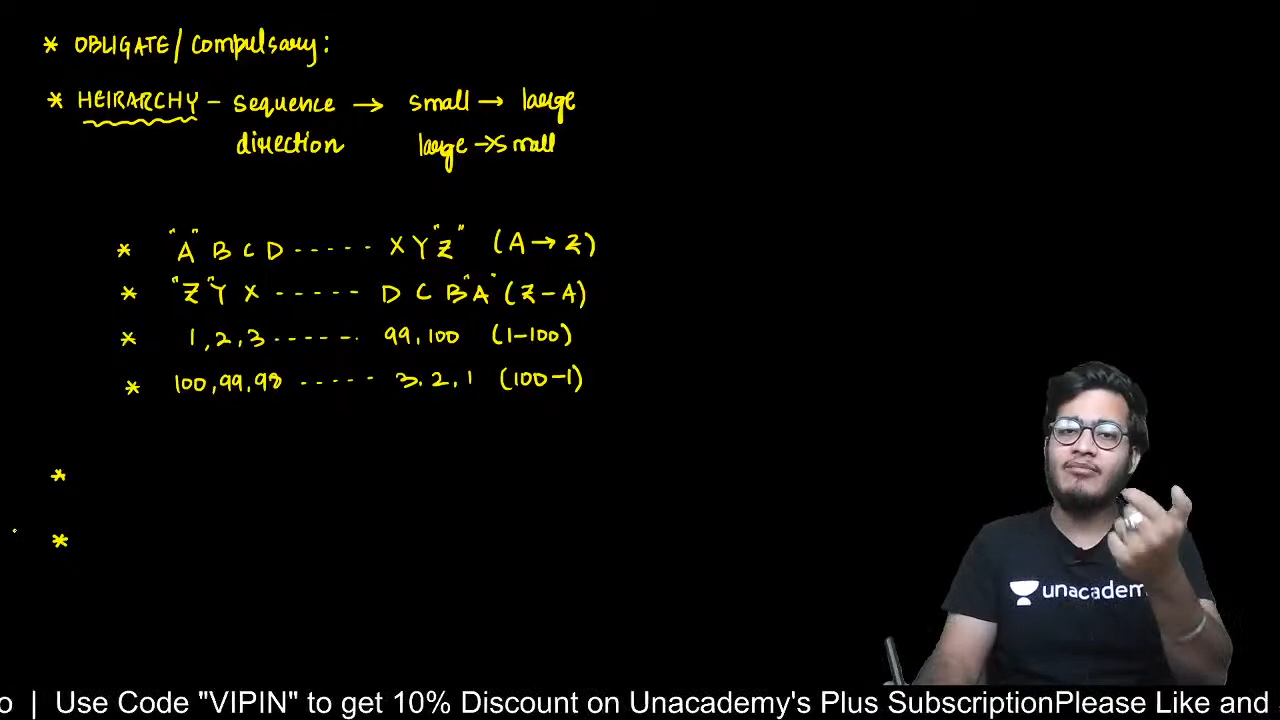 * OBLIGATE/Compulsary:
* HEIRARCHY - sequence → small → large
direction large → small
* "A" B C D ----- X Y "Z" (A → Z)
* "Z" Y X ------ D C B "A" (Z - A)
* 1, 2, 3 ------ 99, 100 (1-100)
* 100, 99, 98 ----- 3, 2, 1 (100-1)
*
*
unacadem
o | Use Code "VIPIN" to get 10% Discount on Unacademy's Plus SubscriptionPlease Like and